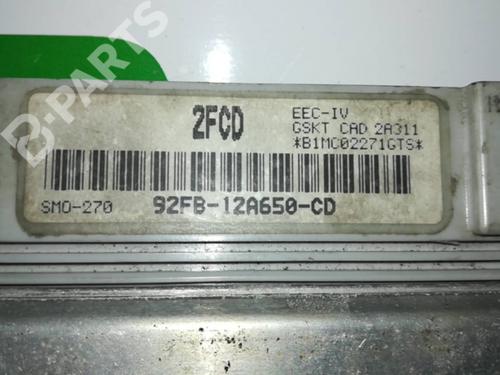 B-PARTS
2FCD
EEC-IV
GSKT CAD 2A311
*B1MC02271GTS*
SMO-270
92FB-12A650-CD